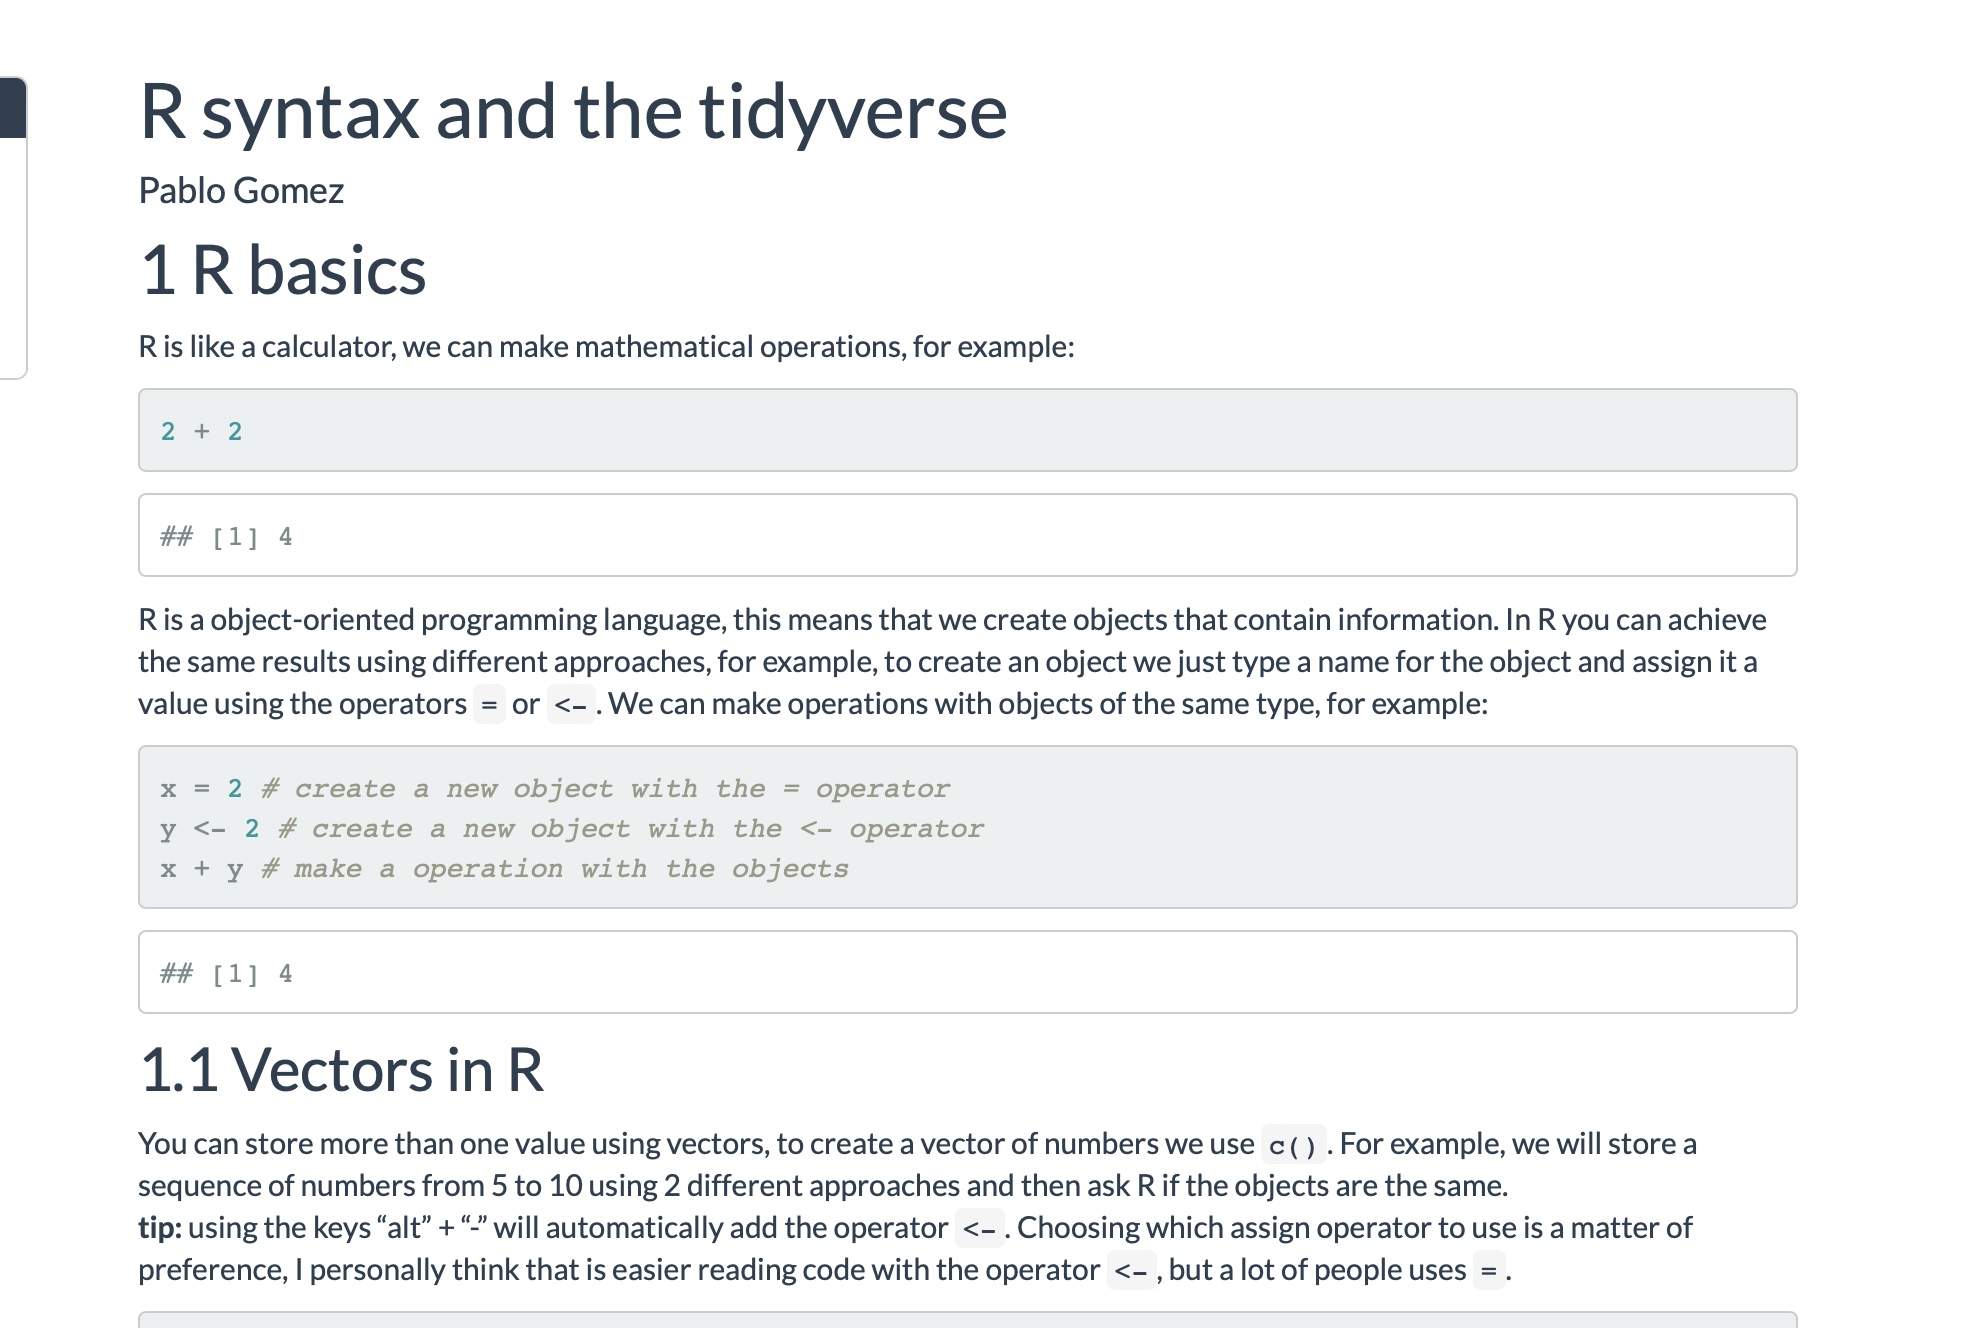 R syntax and the tidyverse
Pablo Gomez
1 R basics
R is like a calculator, we can make mathematical operations, for example:
2 + 2
## [1] 4
R is a object-oriented programming language, this means that we create objects that contain information. In R you can achieve
the same results using different approaches, for example, to create an object we just type a name for the object and assign it a
value using the operators = or <-. We can make operations with objects of the same type, for example:
x = 2 # create a new object with the = operator
y <- 2 # create a new object with the <- operator
x + y # make a operation with the objects
## [1] 4
1.1 Vectors in R
You can store more than one value using vectors, to create a vector of numbers we use c(). For example, we will store a
sequence of numbers from 5 to 10 using 2 different approaches and then ask R if the objects are the same.
tip: using the keys “alt” + “-” will automatically add the operator <-. Choosing which assign operator to use is a matter of
preference, I personally think that is easier reading code with the operator <-, but a lot of people uses =.